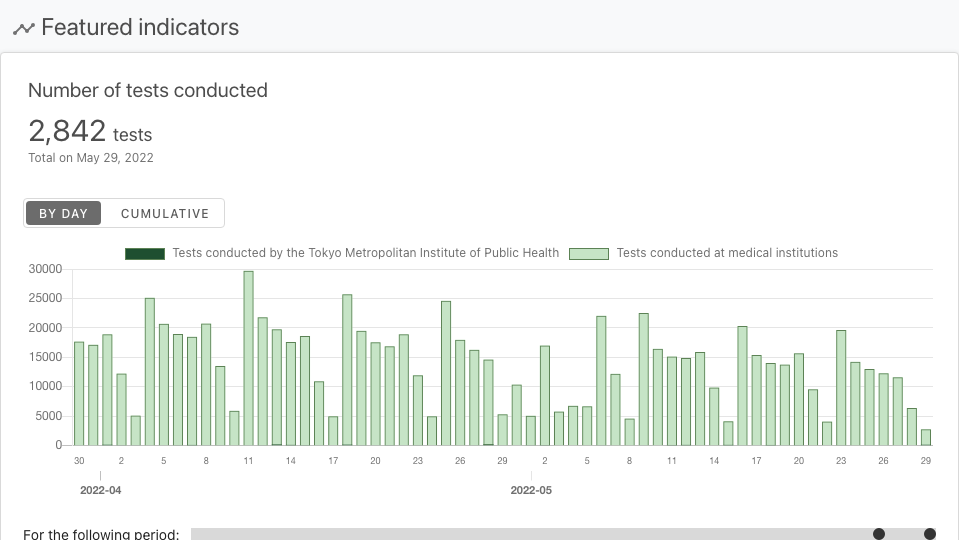 Featured indicators
Number of tests conducted
2,842 tests
Total on May 29, 2022
BY DAY CUMULATIVE
Tests conducted by the Tokyo Metropolitan Institute of Public Health Tests conducted at medical institutions
30000
25000
20000
15000
10000
5000
0
30 2 5 8 11 14 17 20 23 26 29 2 5 8 11 14 17 20 23 26 29
2022-04 2022-05
For the following period: